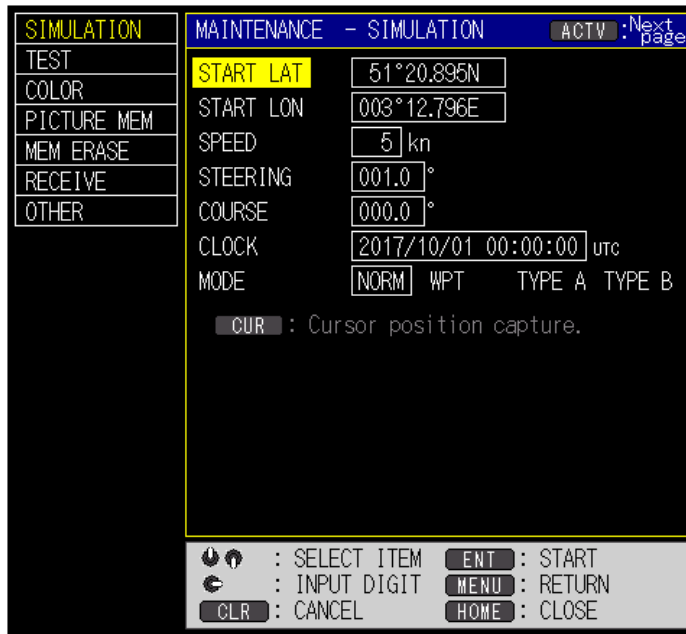 SIMULATION
TEST
COLOR
PICTURE MEM
MEM ERASE
RECEIVE
OTHER
MAINTENANCE - SIMULATION ACTV :Next page
START LAT 51°20.895N
START LON 003°12.796E
SPEED 5 kn
STEERING 001.0 °
COURSE 000.0 °
CLOCK 2017/10/01 00:00:00 UTC
MODE NORM WPT TYPE A TYPE B
CUR : Cursor position capture.
: SELECT ITEM ENT : START
: INPUT DIGIT MENU : RETURN
CLR : CANCEL HOME : CLOSE